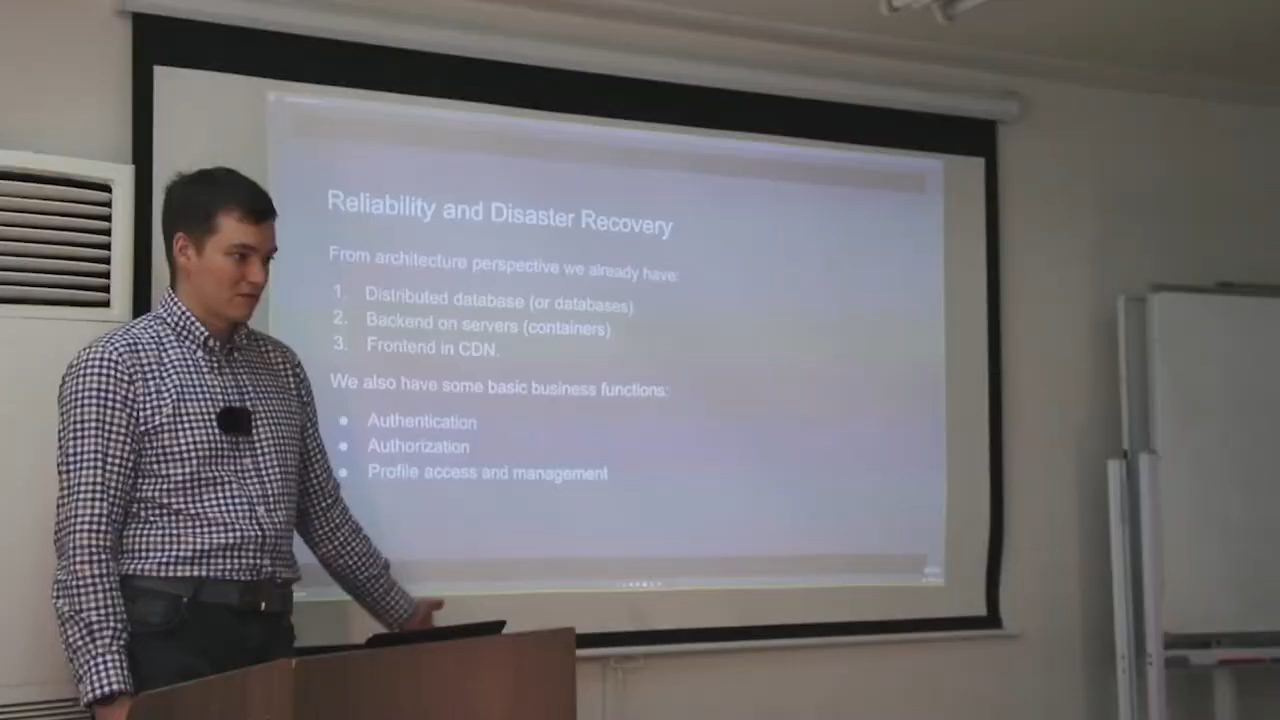 Reliability and Disaster Recovery
From architecture perspective we already have:
1. Distributed database (or databases)
2. Backend on servers (containers)
3. Frontend in CDN.
We also have some basic business functions:
● Authentication
● Authorization
● Profile access and management